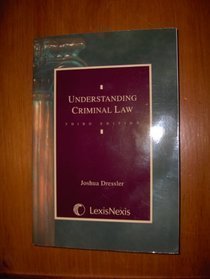 UNDERSTANDING
CRIMINAL LAW
THIRD EDITION
Joshua Dressler
LexisNexis